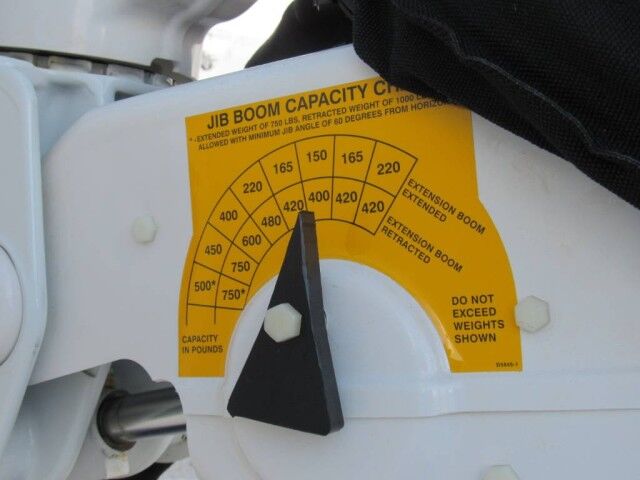 JIB BOOM CAPACITY
* - EXTENDED WEIGHT OF 750 LBS, RETRACTED WEIGHT OF 1000
ALLOWED WITH MINIMUM JIB ANGLE OF 60 DEGREES FROM
500* 450 400 220 165 150 165 220
EXTENSION BOOM
EXTENDED
750* 750 600 480 420 400 420 420
EXTENSION BOOM
RETRACTED
CAPACITY
IN POUNDS
DO NOT
EXCEED
WEIGHTS
SHOWN